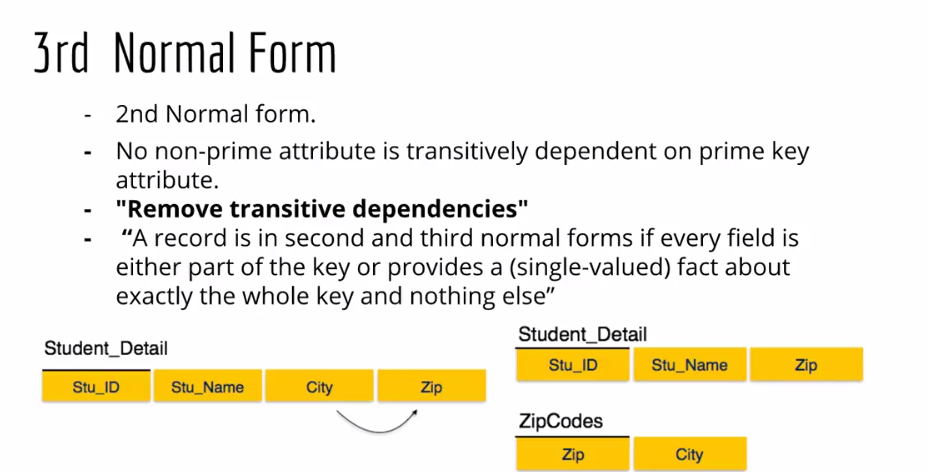 3rd Normal Form
- 2nd Normal form.
- No non-prime attribute is transitively dependent on prime key
attribute.
- "Remove transitive dependencies"
- “A record is in second and third normal forms if every field is
either part of the key or provides a (single-valued) fact about
exactly the whole key and nothing else”
Student_Detail
Stu_ID Stu_Name City Zip
Student_Detail
Stu_ID Stu_Name Zip
ZipCodes
Zip City